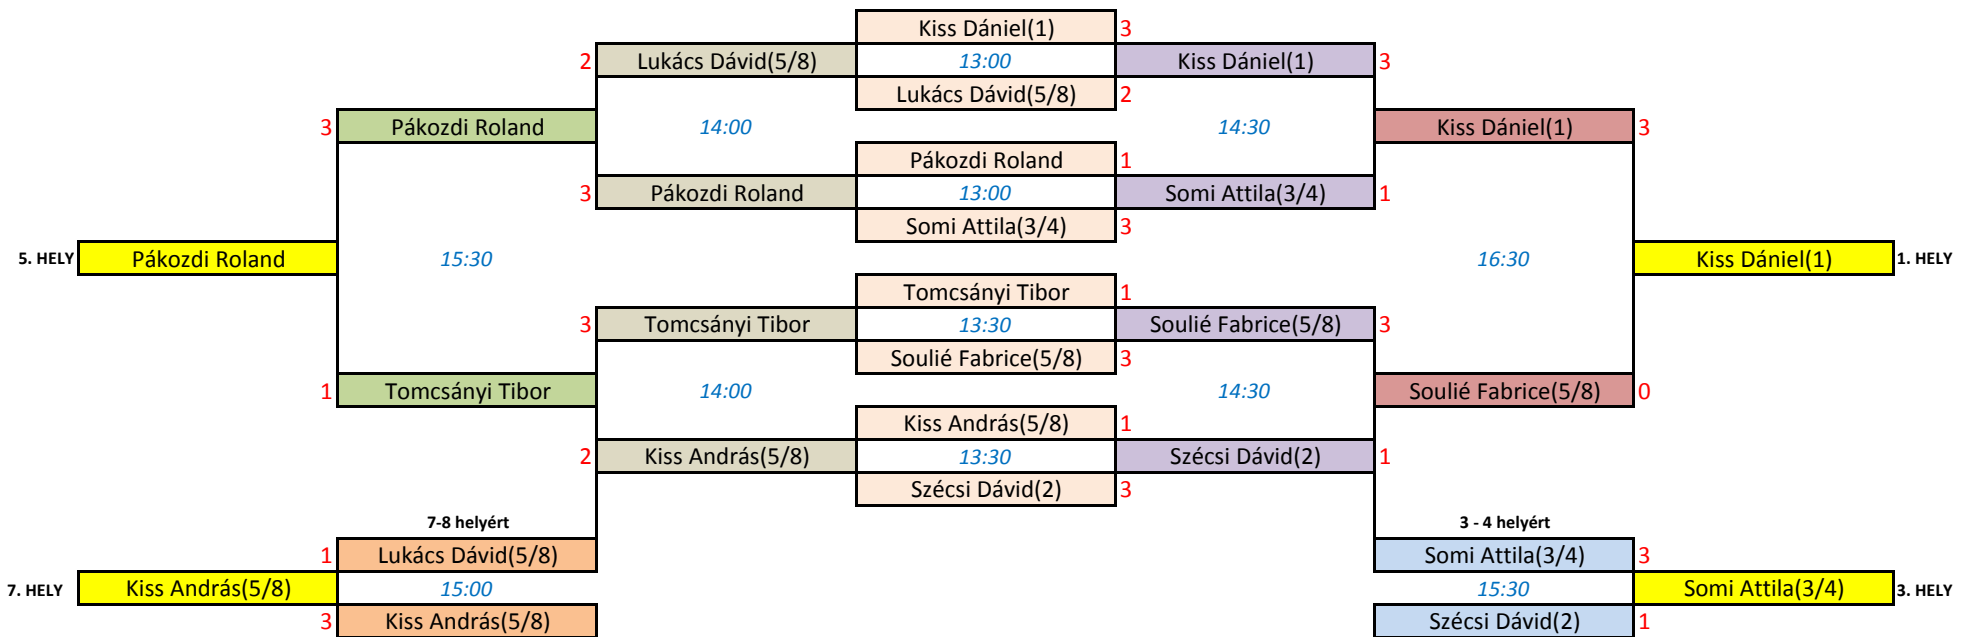 Kiss Dániel(1) 3
2 Lukács Dávid(5/8) 13:00 Kiss Dániel(1) 3
Lukács Dávid(5/8) 2
3 Pákozdi Roland 14:00 14:30 Kiss Dániel(1) 3
Pákozdi Roland 1
3 Pákozdi Roland 13:00 Somi Attila(3/4) 1
Somi Attila(3/4) 3
5. HELY Pákozdi Roland 15:30 16:30 Kiss Dániel(1) 1. HELY
Tomcsányi Tibor 1
3 Tomcsányi Tibor 13:30 Soulié Fabrice(5/8) 3
Soulié Fabrice(5/8) 3
1 Tomcsányi Tibor 14:00 14:30 Soulié Fabrice(5/8) 0
Kiss András(5/8) 1
2 Kiss András(5/8) 13:30 Szécsi Dávid(2) 1
Szécsi Dávid(2) 3
7-8 helyért 3 - 4 helyért
1 Lukács Dávid(5/8) Somi Attila(3/4) 3
7. HELY Kiss András(5/8) 15:00 15:30 Somi Attila(3/4) 3. HELY
3 Kiss András(5/8) Szécsi Dávid(2) 1